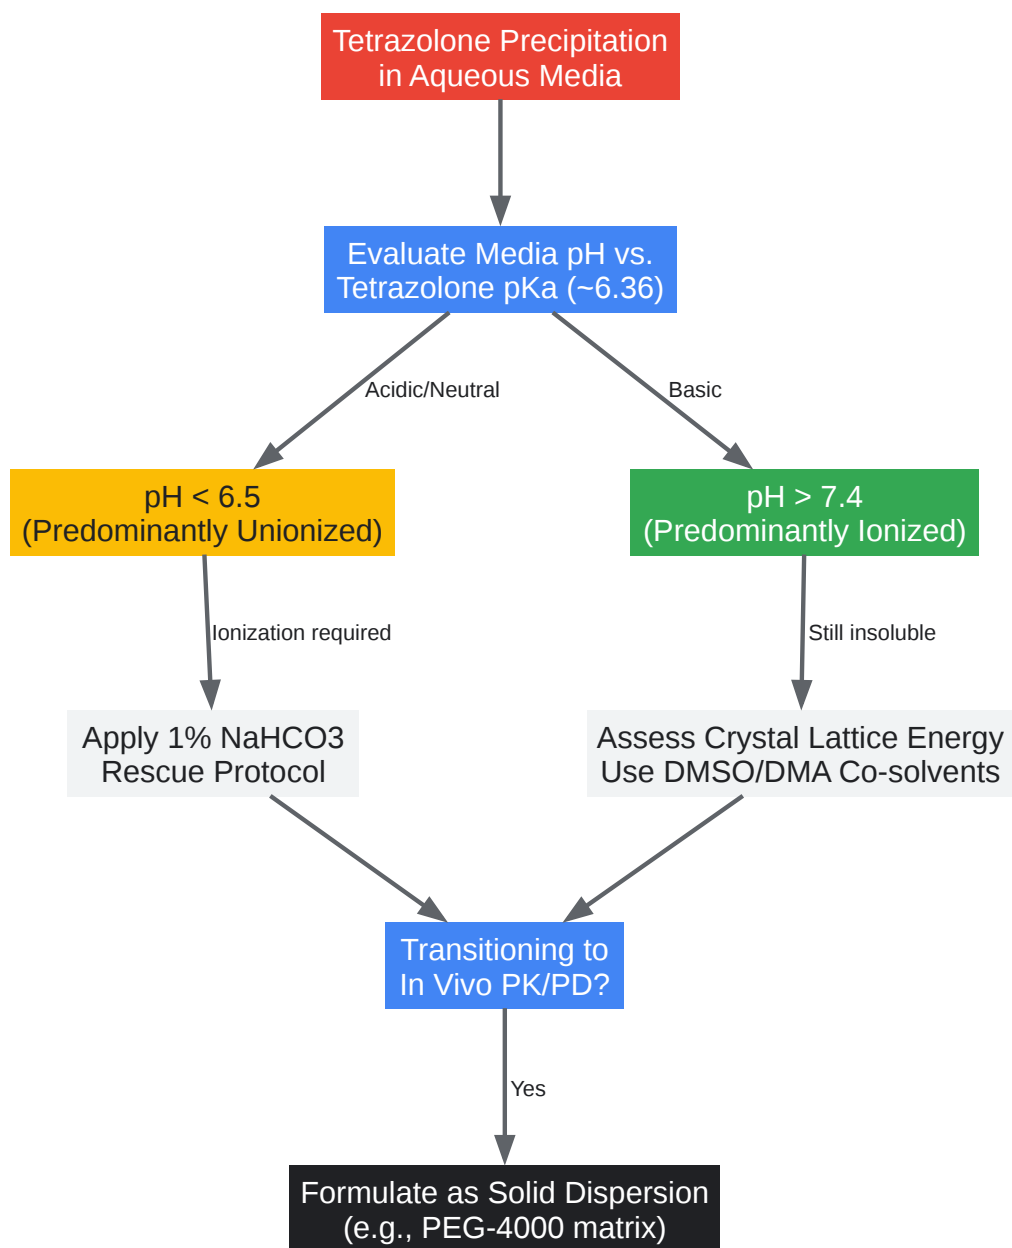 Tetrazolone Precipitation
in Aqueous Media
Evaluate Media pH vs.
Tetrazolone pKa (~6.36)
Acidic/Neutral
Basic
pH < 6.5
(Predominantly Unionized)
pH > 7.4
(Predominantly Ionized)
Ionization required
Still insoluble
Apply 1% NaHCO3
Rescue Protocol
Assess Crystal Lattice Energy
Use DMSO/DMA Co-solvents
Transitioning to
In Vivo PK/PD?
Yes
Formulate as Solid Dispersion
(e.g., PEG-4000 matrix)